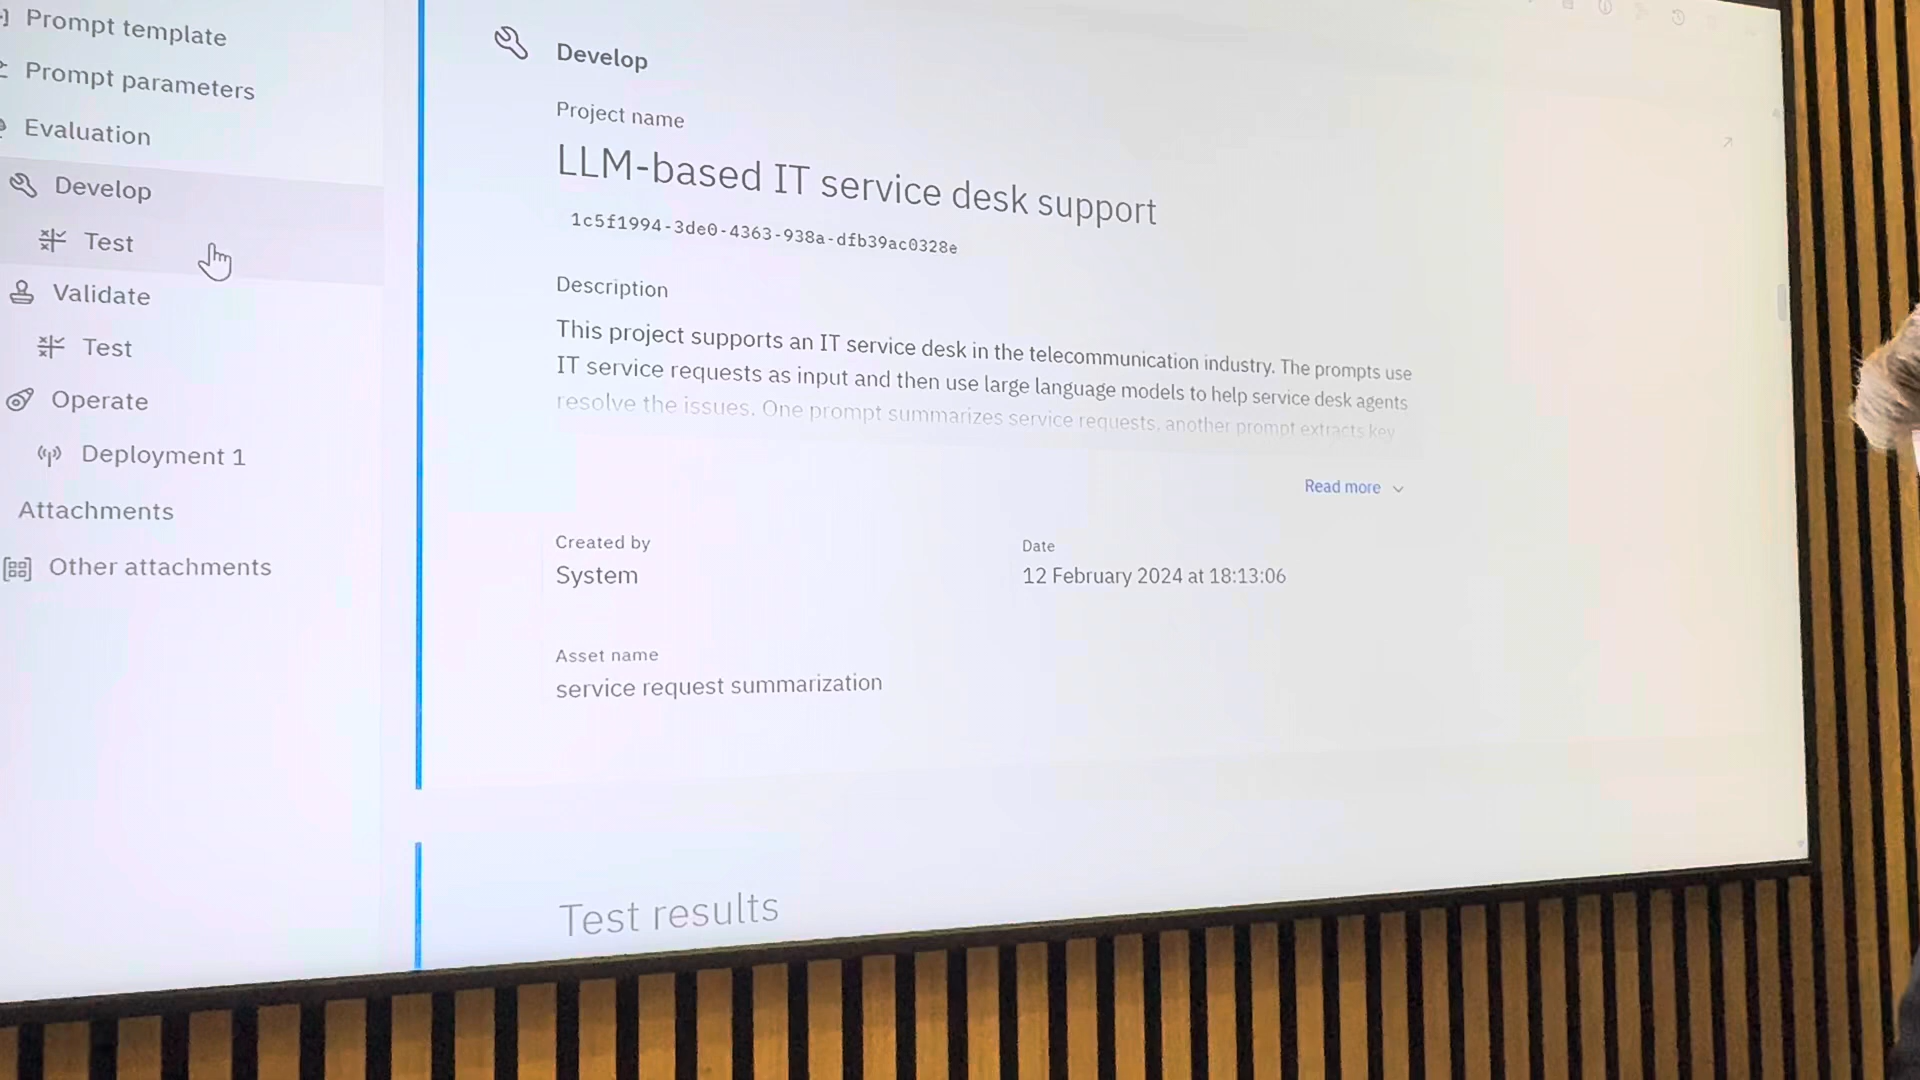 Prompt template
Prompt parameters
Evaluation
Develop
Test
Validate
Test
Operate
Deployment 1
Attachments
Other attachments
Develop
Project name
LLM-based IT service desk support
1c5f1994-3de0-4363-938a-dfb39ac0328e
Description
This project supports an IT service desk in the telecommunication industry. The prompts use
IT service requests as input and then use large language models to help service desk agents
resolve the issues. One prompt summarizes service requests, another prompt extracts key
Read more
Created by
System
Date
12 February 2024 at 18:13:06
Asset name
service request summarization
Test results